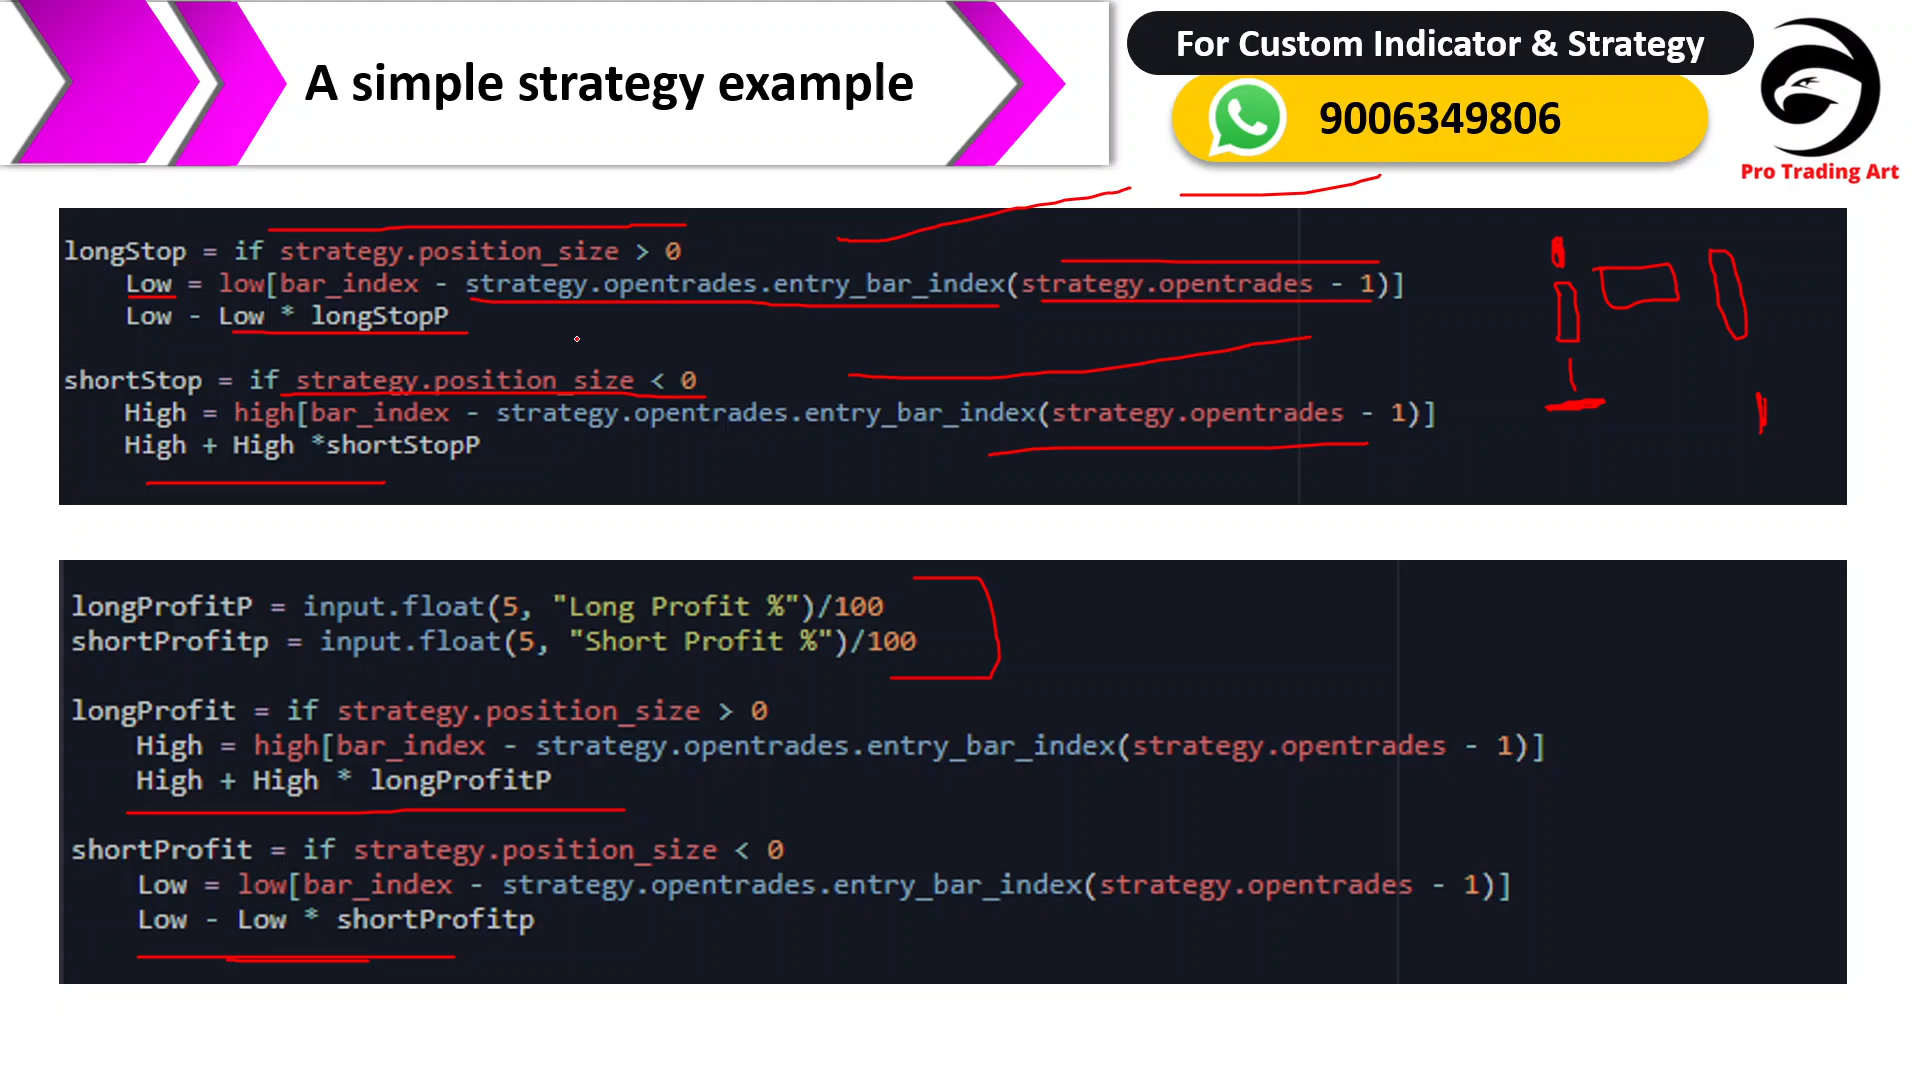 A simple strategy example
For Custom Indicator & Strategy
9006349806
Pro Trading Art
longStop = if strategy.position_size > 0
Low = low[bar_index - strategy.opentrades.entry_bar_index(strategy.opentrades - 1)]
Low - Low * longStopP
shortStop = if strategy.position_size < 0
High = high[bar_index - strategy.opentrades.entry_bar_index(strategy.opentrades - 1)]
High + High *shortStopP
longProfitP = input.float(5, "Long Profit %")/100
shortProfitp = input.float(5, "Short Profit %")/100
longProfit = if strategy.position_size > 0
High = high[bar_index - strategy.opentrades.entry_bar_index(strategy.opentrades - 1)]
High + High * longProfitP
shortProfit = if strategy.position_size < 0
Low = low[bar_index - strategy.opentrades.entry_bar_index(strategy.opentrades - 1)]
Low - Low * shortProfitp